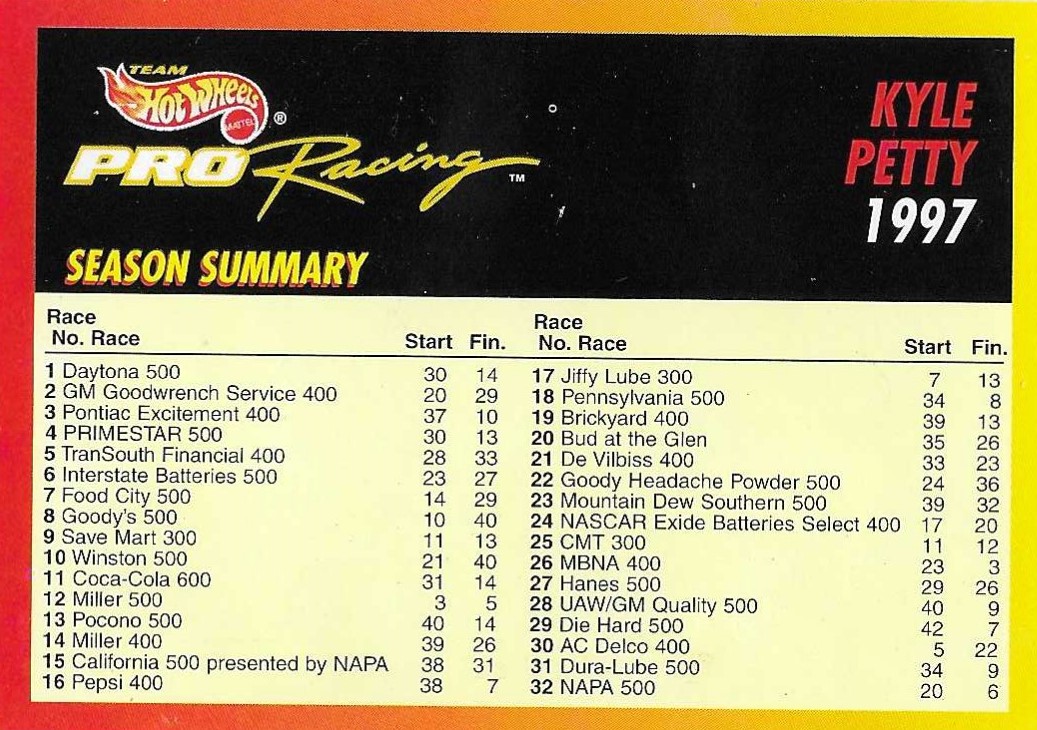 TEAM
Hot Wheels
MATTEL
®
PRO Racing ™
KYLE
PETTY
1997
SEASON SUMMARY
Race
No. Race Start Fin.
1 Daytona 500 30 14
2 GM Goodwrench Service 400 20 29
3 Pontiac Excitement 400 37 10
4 PRIMESTAR 500 30 13
5 TranSouth Financial 400 28 33
6 Interstate Batteries 500 23 27
7 Food City 500 14 29
8 Goody's 500 10 40
9 Save Mart 300 11 13
10 Winston 500 21 40
11 Coca-Cola 600 31 14
12 Miller 500 3 5
13 Pocono 500 40 14
14 Miller 400 39 26
15 California 500 presented by NAPA 38 31
16 Pepsi 400 38 7
Race
No. Race Start Fin.
17 Jiffy Lube 300 7 13
18 Pennsylvania 500 34 8
19 Brickyard 400 39 13
20 Bud at the Glen 35 26
21 De Vilbiss 400 33 23
22 Goody Headache Powder 500 24 36
23 Mountain Dew Southern 500 39 32
24 NASCAR Exide Batteries Select 400 17 20
25 CMT 300 11 12
26 MBNA 400 23 3
27 Hanes 500 29 26
28 UAW/GM Quality 500 40 9
29 Die Hard 500 42 7
30 AC Delco 400 5 22
31 Dura-Lube 500 34 9
32 NAPA 500 20 6